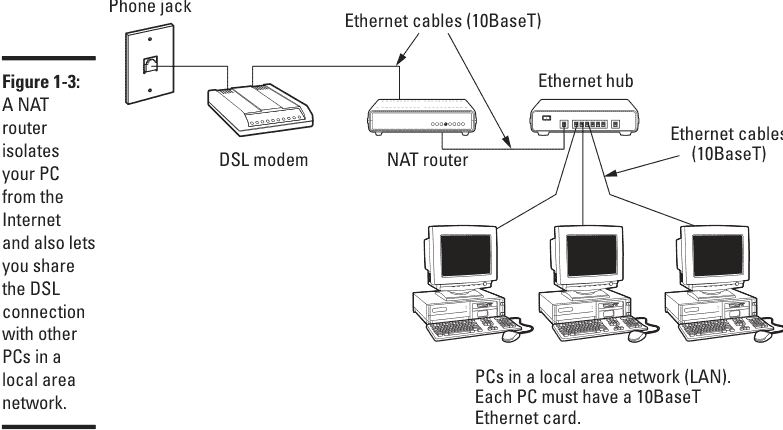 Phone jack
Ethernet cables (10BaseT)
Ethernet hub
Ethernet cables
(10BaseT)
DSL modem
NAT router
Figure 1-3:
A NAT
router
isolates
your PC
from the
Internet
and also lets
you share
the DSL
connection
with other
PCs in a
local area
network.
PCs in a local area network (LAN).
Each PC must have a 10BaseT
Ethernet card.